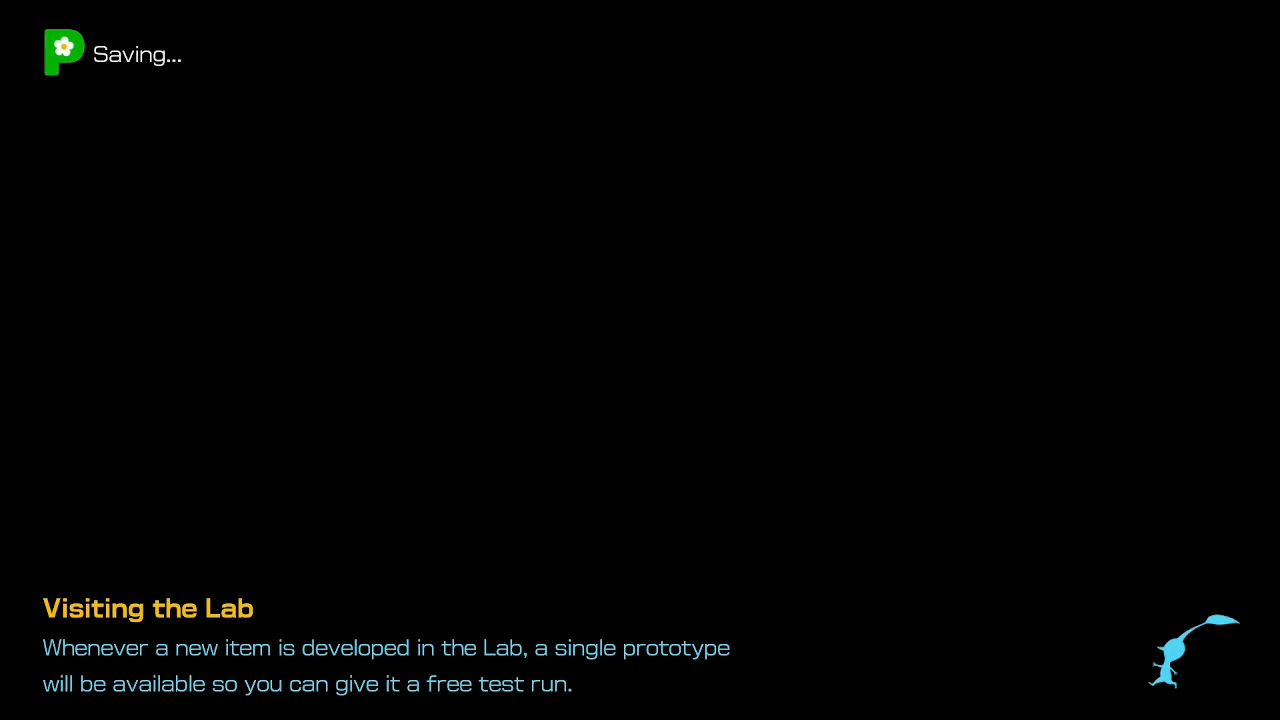 P Saving...
Visiting the Lab
Whenever a new item is developed in the Lab, a single prototype
will be available so you can give it a free test run.